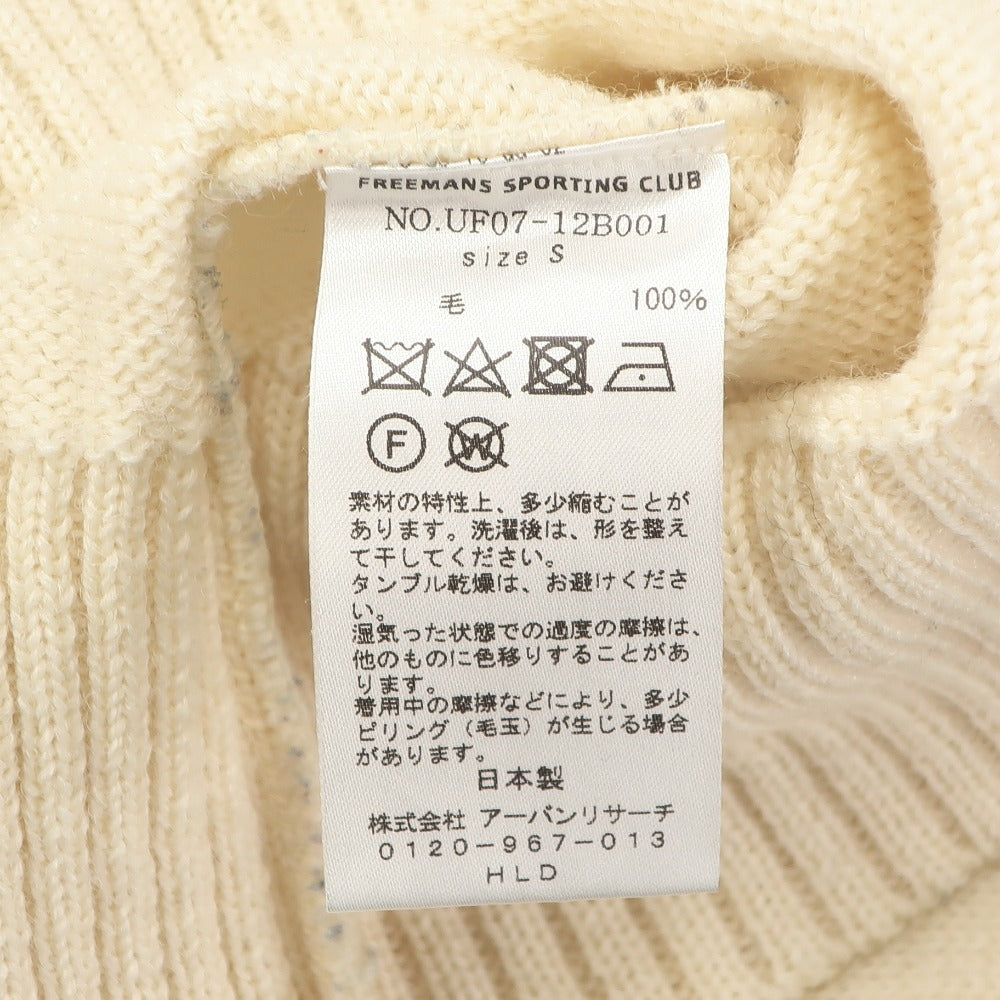 FREEMANS SPORTING CLUB
NO.UF07-12B001
size S
毛 100%
F W
素材の特性上、多少縮むことが
あります。洗濯後は、形を整え
て干してください。
タンブル乾燥は、お避けくださ
い。
湿気った状態での過度の摩擦は、
他のものに色移りすることがあ
ります。
着用中の摩擦などにより、多少
ピリング（毛玉）が生じる場合
があります。
日本製
株式会社 アーバンリサーチ
0120-967-013
HLD